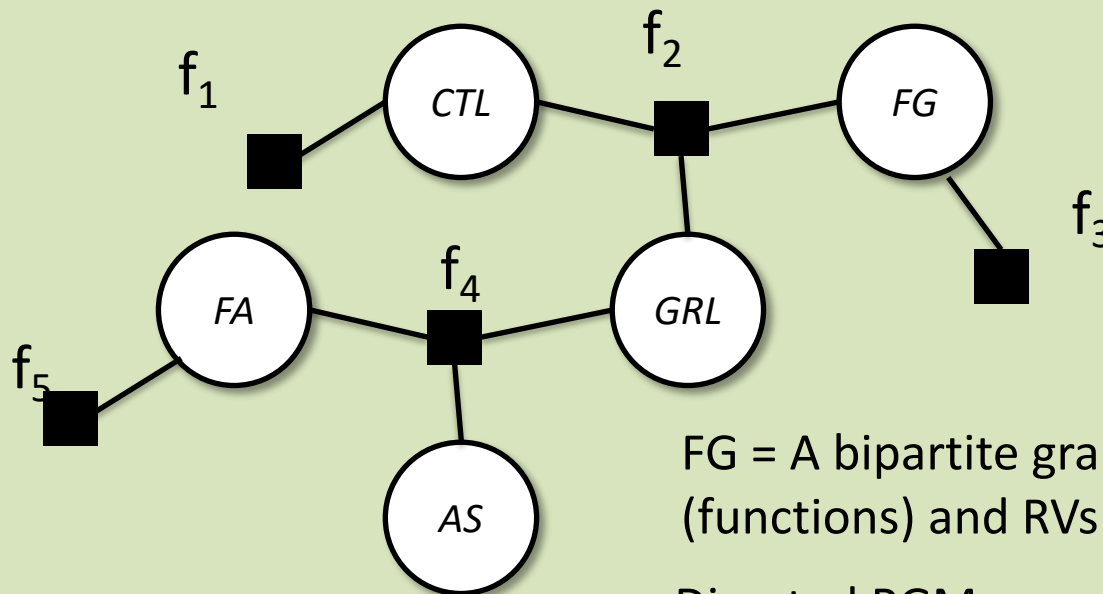 f₂
f₁
CTL
FG
f₃
f₄
FA
GRL
f₅
FG = A bipartite gra
(functions) and RVs
AS